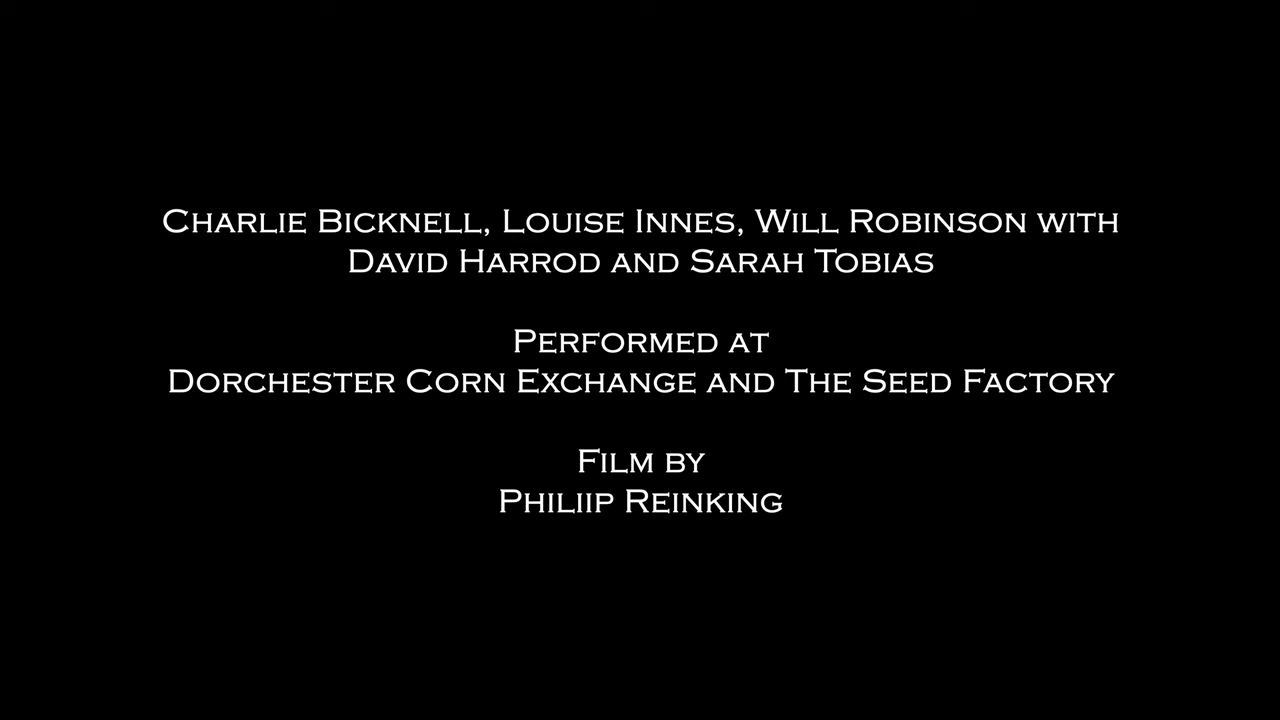 Charlie Bicknell, Louise Innes, Will Robinson with
David Harrod and Sarah Tobias
Performed at
Dorchester Corn Exchange and The Seed Factory
Film by
Philiip Reinking